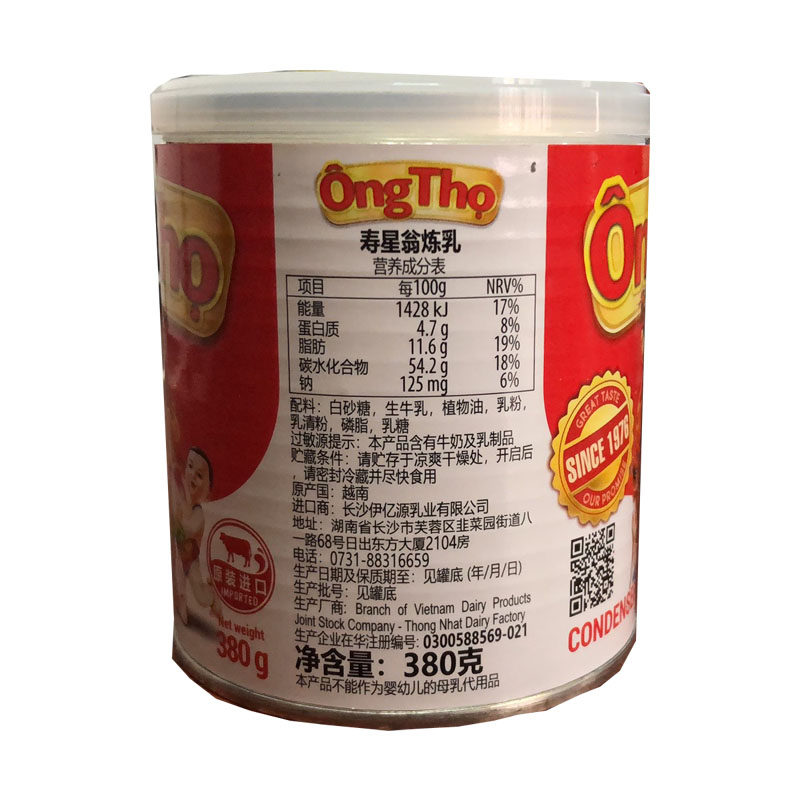 ÔngThọ
寿星翁炼乳
营养成分表
项目 每100g NRV%
能量 1428 kJ 17%
蛋白质 4.7 g 8%
脂肪 11.6 g 19%
碳水化合物 54.2 g 18%
钠 125 mg 6%
配料：白砂糖，生牛乳，植物油，乳粉，
乳清粉，磷脂，乳糖
过敏源提示：本产品含有牛奶及乳制品
贮藏条件：请贮存于凉爽干燥处，开启后
，请密封冷藏并尽快食用
原产国：越南
进口商：长沙伊亿源乳业有限公司
地址：湖南省长沙市芙蓉区韭菜园街道八
一路68号日出东方大厦2104房
电话：0731-88316659
生产日期及保质期至：见罐底 (年/月/日)
生产批号：见罐底
生产厂商：Branch of Vietnam Dairy Products
Joint Stock Company - Thong Nhat Dairy Factory
生产企业在华注册编号: 0300588569-021
净含量：380克
本产品不能作为婴幼儿的母乳代用品
họ
原装进口
IMPORTED
Net weight
380 g
Ôn
GREAT TASTE
SINCE 1976
OUR PROMISE
CONDENS